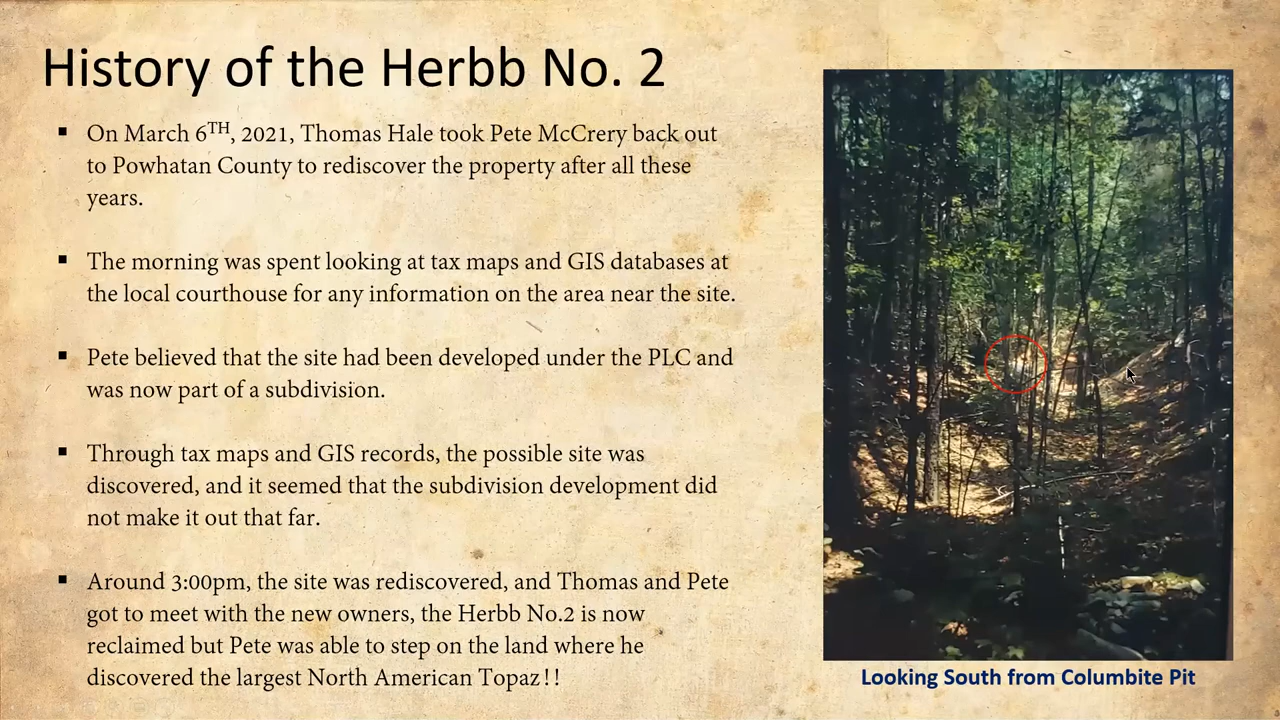 History of the Herbb No. 2
▪ On March 6TH, 2021, Thomas Hale took Pete McCrery back out
to Powhatan County to rediscover the property after all these
years.
▪ The morning was spent looking at tax maps and GIS databases at
the local courthouse for any information on the area near the site.
▪ Pete believed that the site had been developed under the PLC and
was now part of a subdivision.
▪ Through tax maps and GIS records, the possible site was
discovered, and it seemed that the subdivision development did
not make it out that far.
▪ Around 3:00pm, the site was rediscovered, and Thomas and Pete
got to meet with the new owners, the Herbb No.2 is now
reclaimed but Pete was able to step on the land where he
discovered the largest North American Topaz!!
Looking South from Columbite Pit